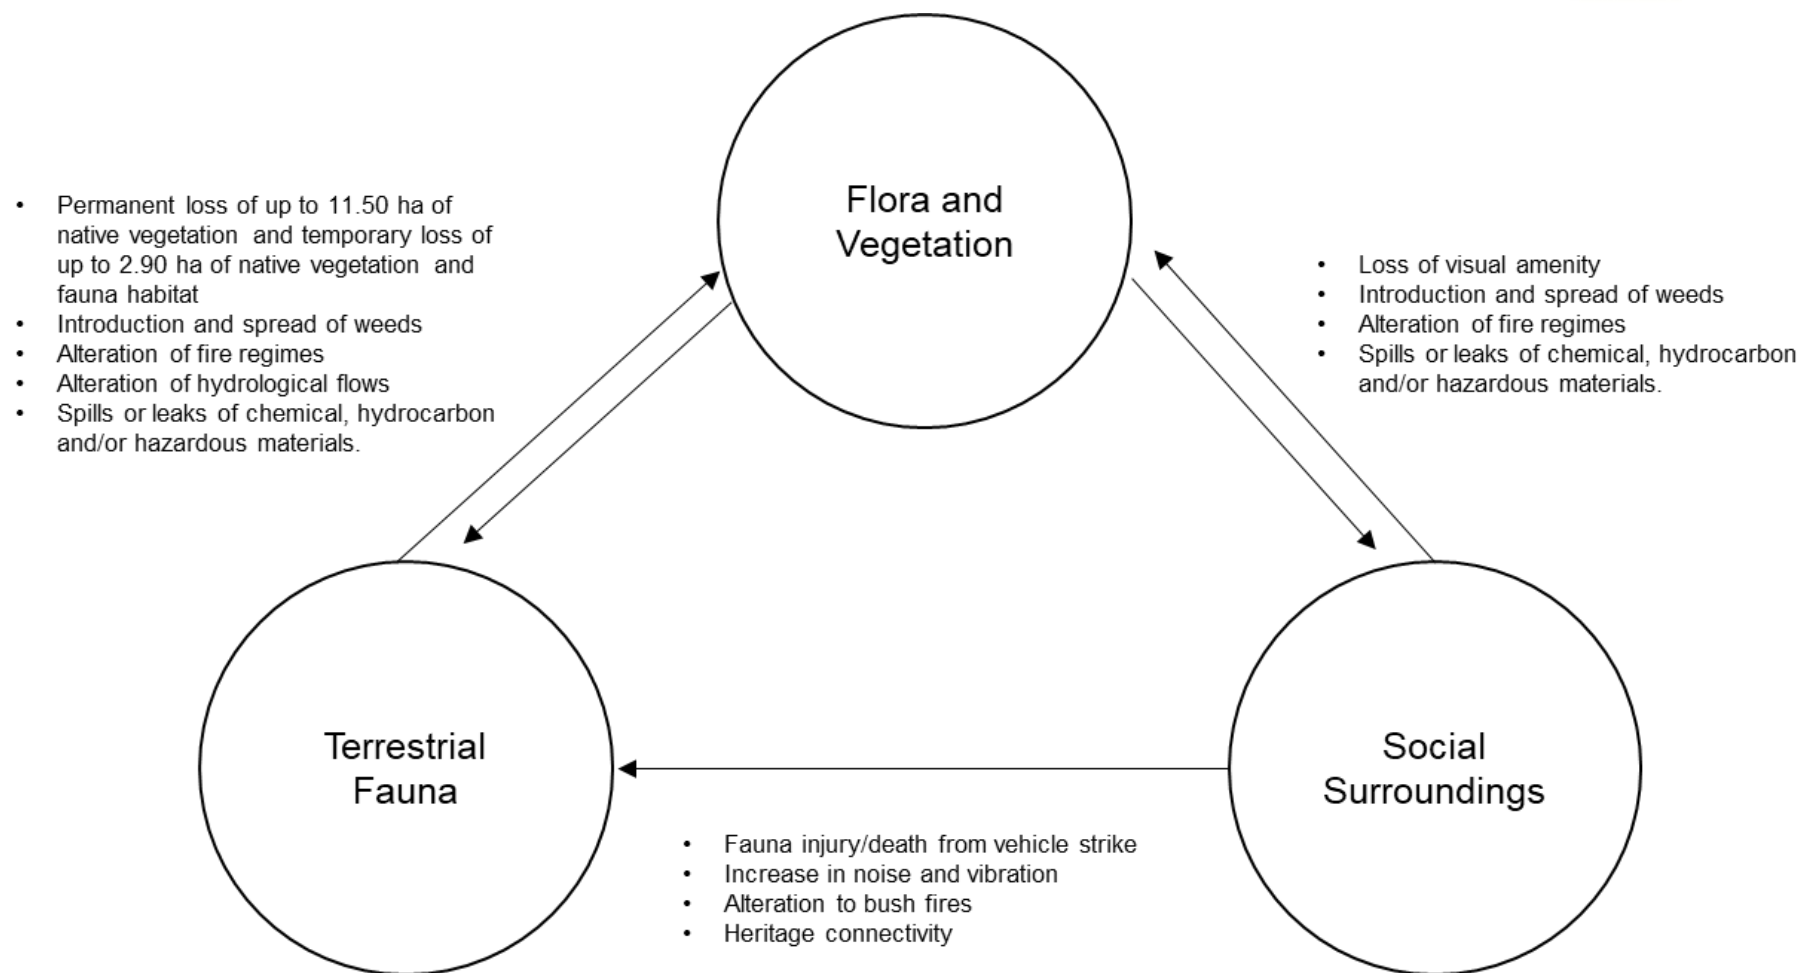 Flora and
Vegetation
• Permanent loss of up to 11.50 ha of
native vegetation and temporary loss of
up to 2.90 ha of native vegetation and
fauna habitat
• Introduction and spread of weeds
• Alteration of fire regimes
• Alteration of hydrological flows
• Spills or leaks of chemical, hydrocarbon
and/or hazardous materials.
• Loss of visual amenity
• Introduction and spread of weeds
• Alteration of fire regimes
• Spills or leaks of chemical, hydrocarbon
and/or hazardous materials.
Terrestrial
Fauna
Social
Surroundings
• Fauna injury/death from vehicle strike
• Increase in noise and vibration
• Alteration to bush fires
• Heritage connectivity